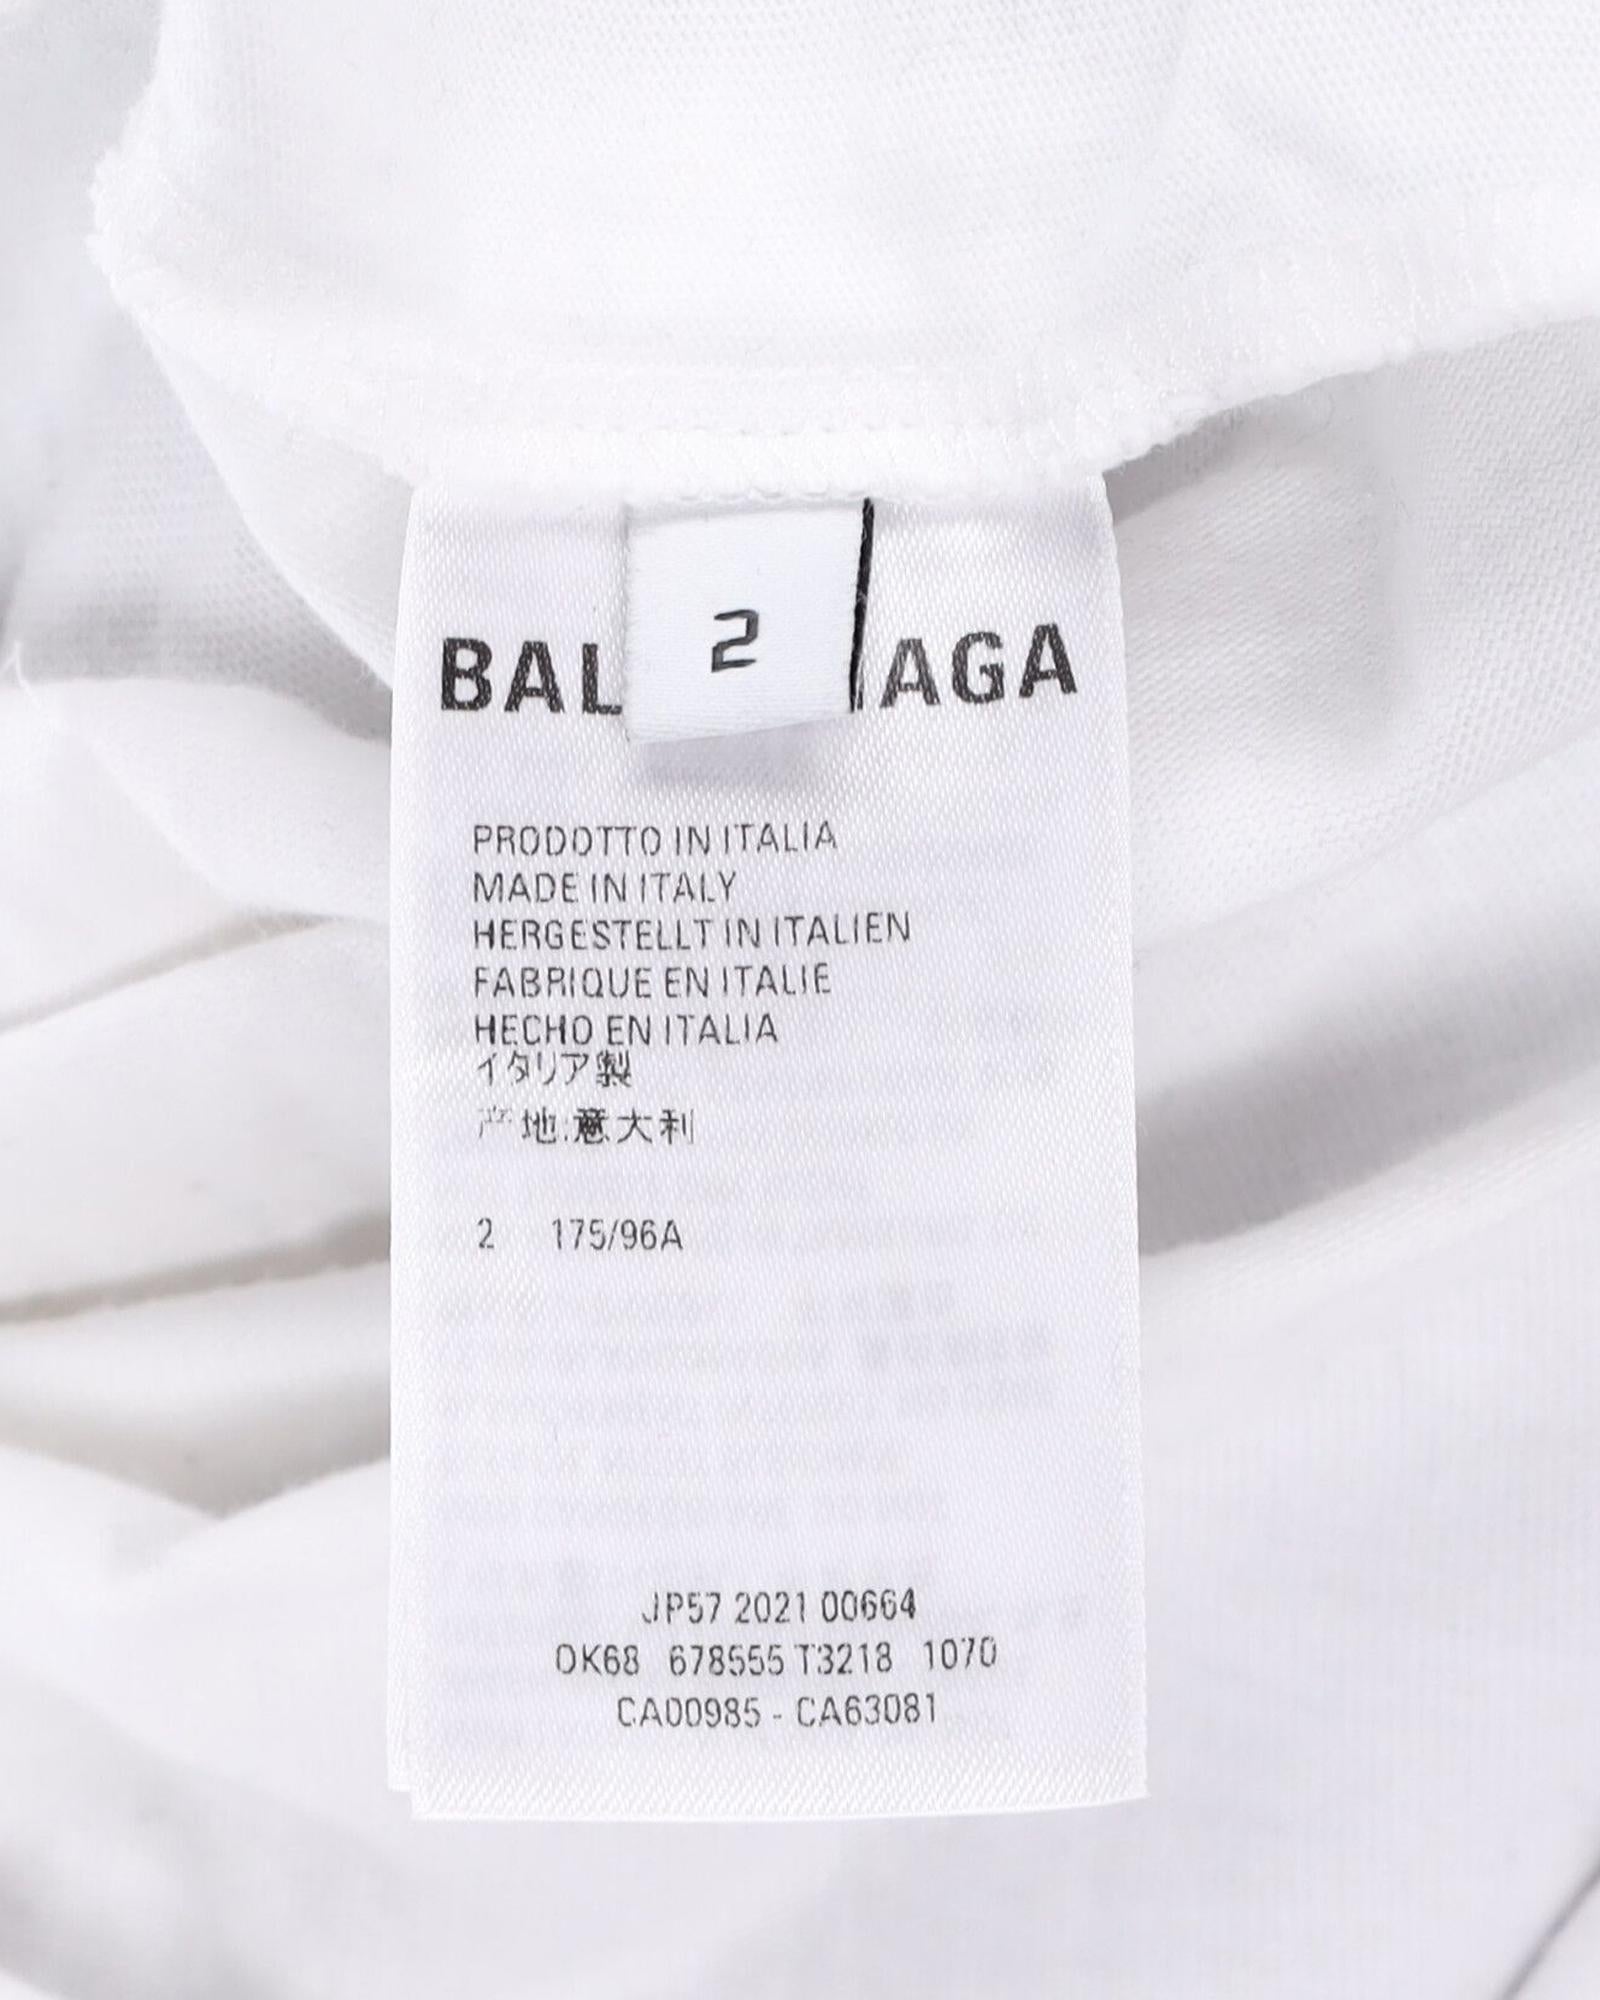 2
BAL AGA
PRODOTTO IN ITALIA
MADE IN ITALY
HERGESTELLT IN ITALIEN
FABRIQUE EN ITALIE
HECHO EN ITALIA
イタリア製
产地:意大利
2 175/96A
JP57 2021 00664
0K68 678555 T3218 1070
CA00985 - CA63081